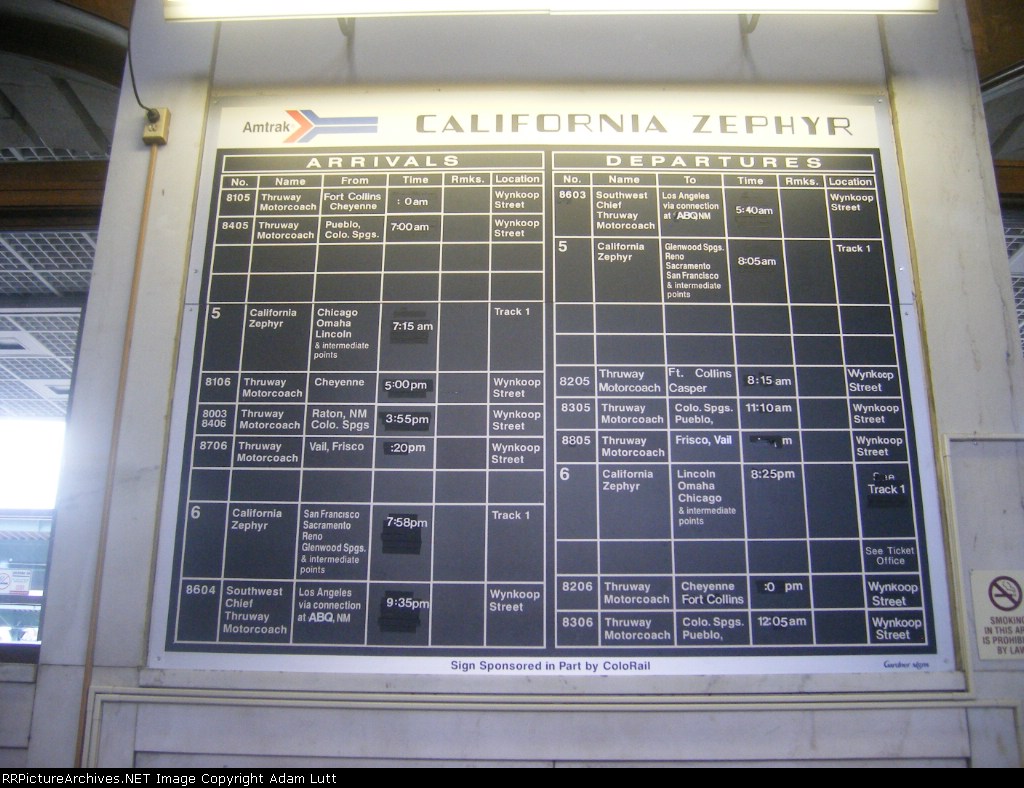 Amtrak CALIFORNIA ZEPHYR
ARRIVALS
No. Name From Time Rmks. Location
8105 Thruway Motorcoach Fort Collins Cheyenne : 0am Wynkoop Street
8405 Thruway Motorcoach Pueblo, Colo. Spgs. 7:00am Wynkoop Street
5 California Zephyr Chicago Omaha Lincoln & intermediate points 7:15 am Track 1
8106 Thruway Motorcoach Cheyenne 5:00pm Wynkoop Street
8003 8406 Thruway Motorcoach Raton, NM Colo. Spgs 3:55pm Wynkoop Street
8706 Thruway Motorcoach Vail, Frisco :20pm Wynkoop Street
6 California Zephyr San Francisco Sacramento Reno Glenwood Spgs. & intermediate points 7:58pm Track 1
8604 Southwest Chief Thruway Motorcoach Los Angeles via connection at ABQ, NM 9:35pm Wynkoop Street
DEPARTURES
No. Name To Time Rmks. Location
8603 Southwest Chief Thruway Motorcoach Los Angeles via connection at ABQ, NM 5:40am Wynkoop Street
5 California Zephyr Glenwood Spgs. Reno Sacramento San Francisco & intermediate points 8:05am Track 1
8205 Thruway Motorcoach Ft. Collins Casper 8:15am Wynkoop Street
8305 Thruway Motorcoach Colo. Spgs. Pueblo, 11:10am Wynkoop Street
8805 Thruway Motorcoach Frisco, Vail m Wynkoop Street
6 California Zephyr Lincoln Omaha Chicago & intermediate points 8:25pm Track 1
See Ticket Office
8206 Thruway Motorcoach Cheyenne Fort Collins :0 pm Wynkoop Street
8306 Thruway Motorcoach Colo. Spgs. Pueblo, 12:05am Wynkoop Street
Sign Sponsored in Part by ColoRail
SMOKING
IN THIS
IS
BY LAW
RRPictureArchives.NET Image Copyright Adam Lutt